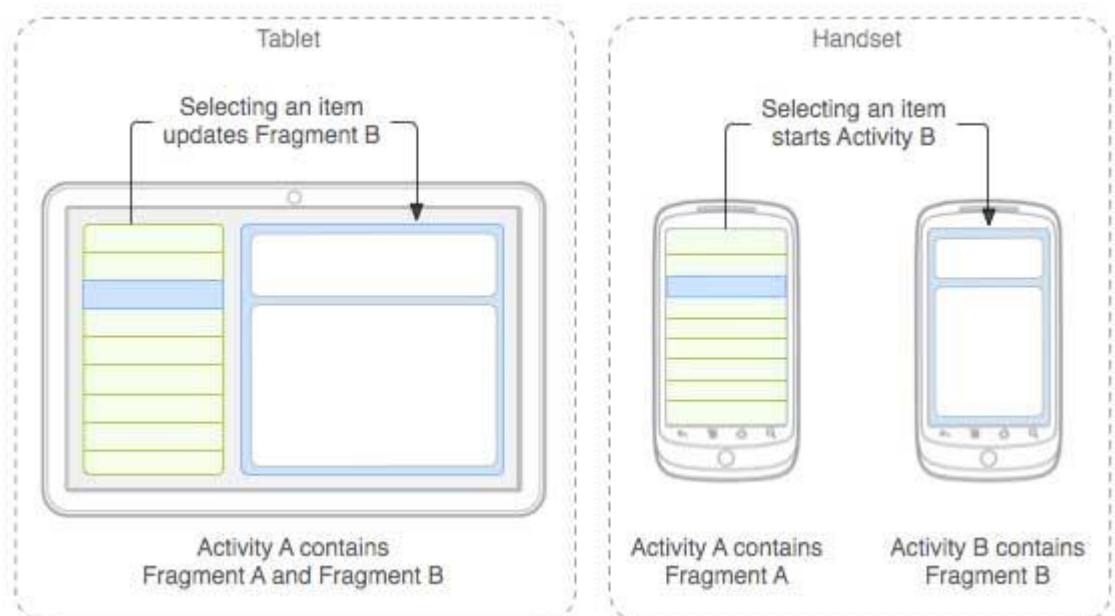 Tablet
Selecting an item
updates Fragment B
Activity A contains
Fragment A and Fragment B
Handset
Selecting an item
starts Activity B
Activity A contains
Fragment A
Activity B contains
Fragment B